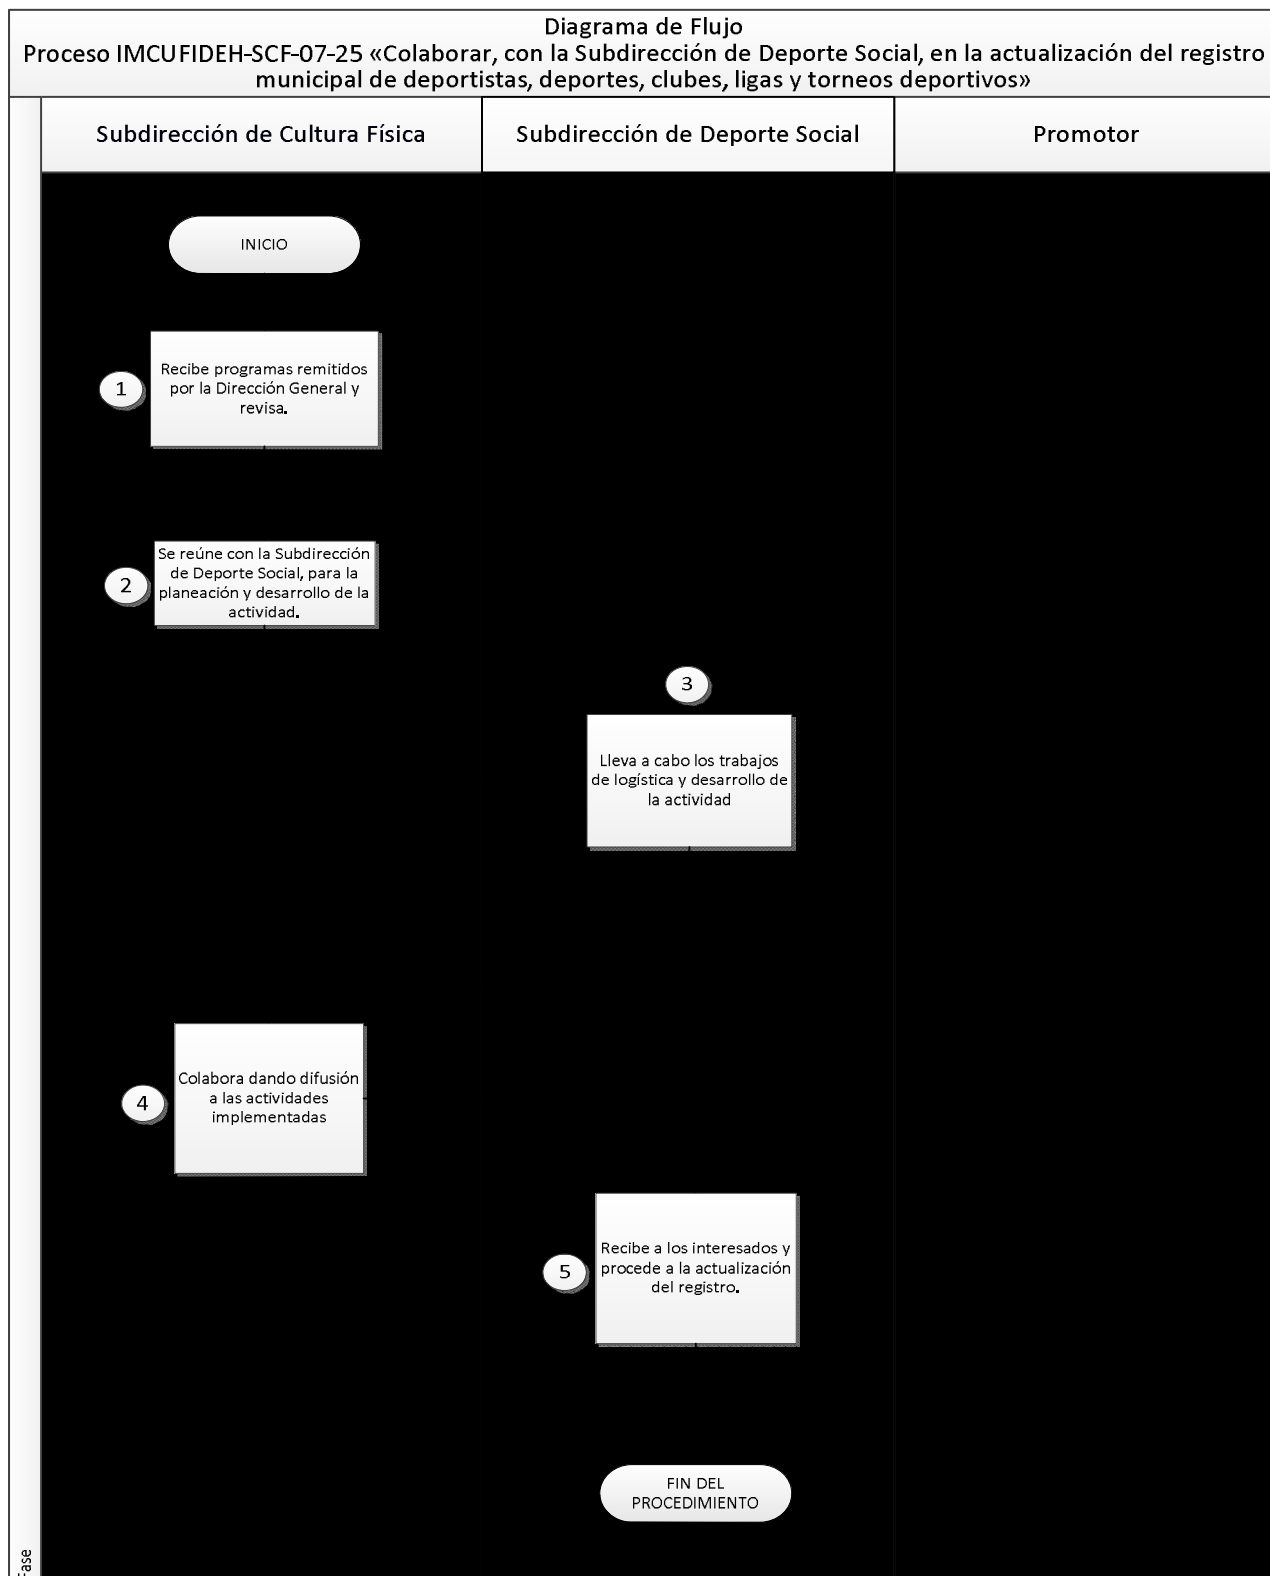 Diagrama de Flujo
Proceso IMCUFIDEH-SCF-07-25 «Colaborar, con la Subdirección de Deporte Social, en la actualización del registro
municipal de deportistas, deportes, clubes, ligas y torneos deportivos»
Subdirección de Cultura Física
Subdirección de Deporte Social
Promotor
INICIO
1
Recibe programas remitidos
por la Dirección General y
revisa.
2
Se reúne con la Subdirección
de Deporte Social, para la
planeación y desarrollo de la
actividad.
3
Lleva a cabo los trabajos
de logística y desarrollo de
la actividad
4
Colabora dando difusión
a las actividades
implementadas
5
Recibe a los interesados y
procede a la actualización
del registro.
FIN DEL
PROCEDIMIENTO
Fase